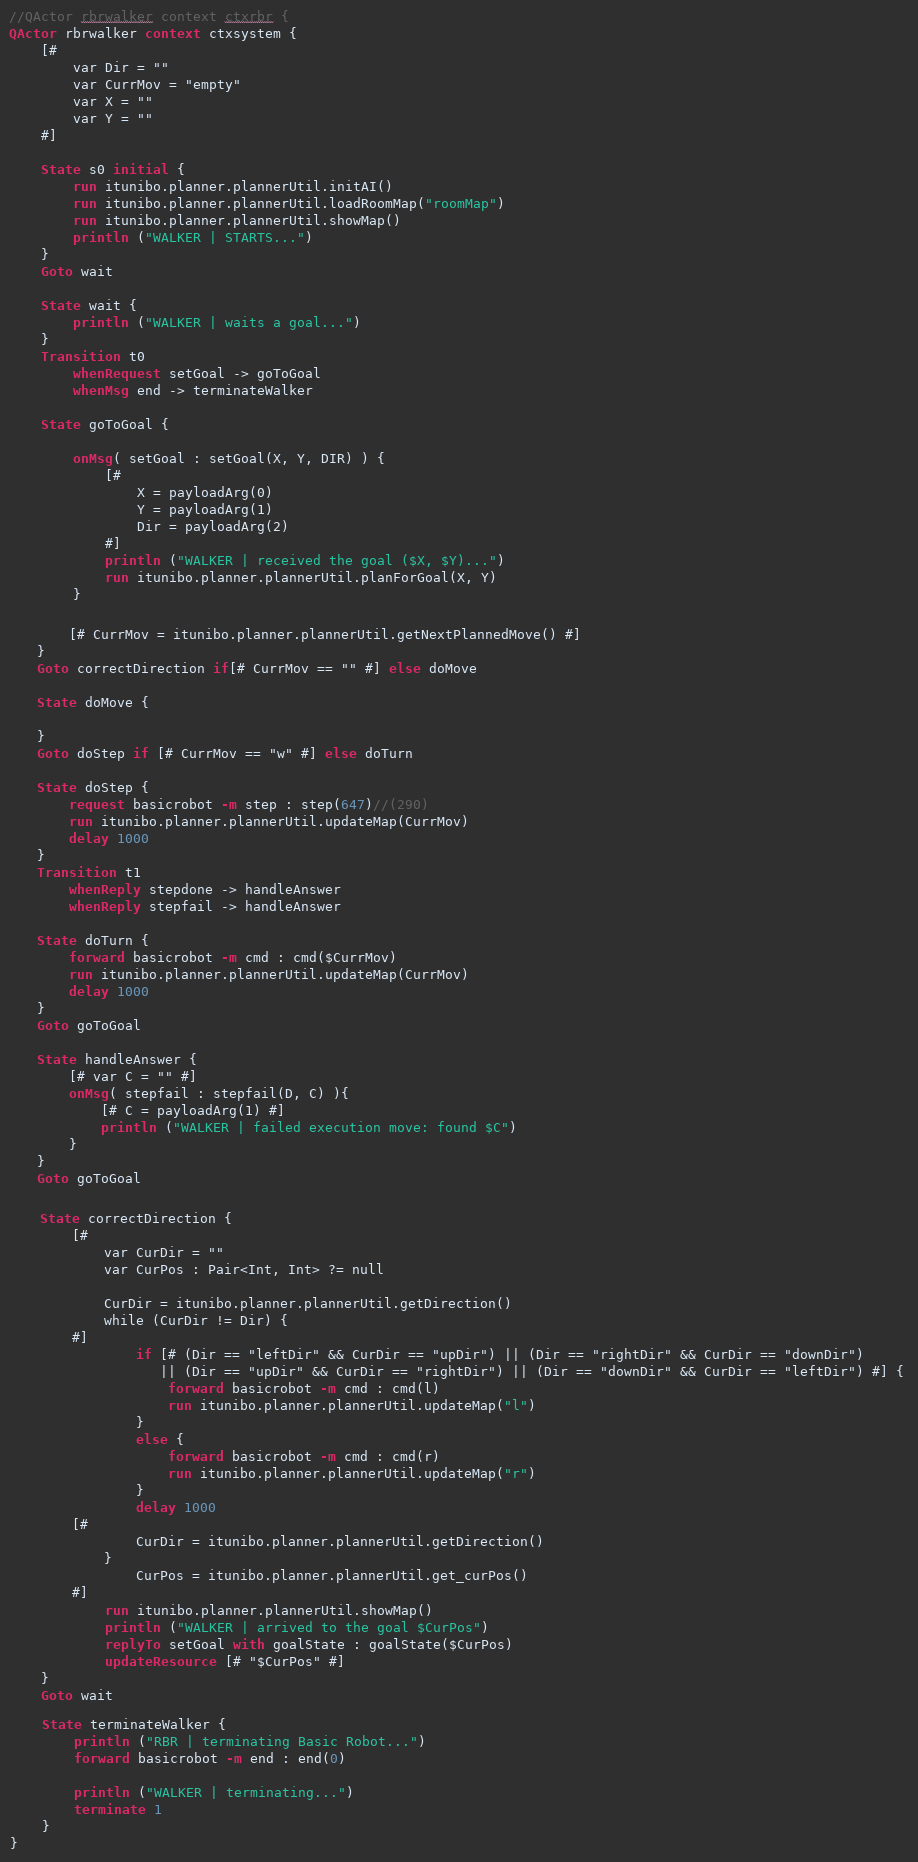 //QActor rbrwalker context ctxrbr {
QActor rbrwalker context ctxsystem {
[#
var Dir = ""
var CurrMov = "empty"
var X = ""
var Y = ""
#]
State s0 initial {
run itunibo.planner.plannerUtil.initAI()
run itunibo.planner.plannerUtil.loadRoomMap("roomMap")
run itunibo.planner.plannerUtil.showMap()
println ("WALKER | STARTS...")
}
Goto wait
State wait {
println ("WALKER | waits a goal...")
}
Transition t0
whenRequest setGoal -> goToGoal
whenMsg end -> terminateWalker
State goToGoal {
onMsg( setGoal : setGoal(X, Y, DIR) ) {
[#
X = payloadArg(0)
Y = payloadArg(1)
Dir = payloadArg(2)
#]
println ("WALKER | received the goal ($X, $Y)...")
run itunibo.planner.plannerUtil.planForGoal(X, Y)
}
[# CurrMov = itunibo.planner.plannerUtil.getNextPlannedMove() #]
}
Goto correctDirection if[# CurrMov == "" #] else doMove
State doMove {
}
Goto doStep if [# CurrMov == "w" #] else doTurn
State doStep {
request basicrobot -m step : step(647)//(290)
run itunibo.planner.plannerUtil.updateMap(CurrMov)
delay 1000
}
Transition t1
whenReply stepdone -> handleAnswer
whenReply stepfail -> handleAnswer
State doTurn {
forward basicrobot -m cmd : cmd($CurrMov)
run itunibo.planner.plannerUtil.updateMap(CurrMov)
delay 1000
}
Goto goToGoal
State handleAnswer {
[# var C = "" #]
onMsg( stepfail : stepfail(D, C) ){
[# C = payloadArg(1) #]
println ("WALKER | failed execution move: found $C")
}
}
Goto goToGoal
State correctDirection {
[#
var CurDir = ""
var CurPos : Pair<Int, Int> ?= null
CurDir = itunibo.planner.plannerUtil.getDirection()
while (CurDir != Dir) {
#]
if [# (Dir == "leftDir" && CurDir == "upDir") || (Dir == "rightDir" && CurDir == "downDir")
|| (Dir == "upDir" && CurDir == "rightDir") || (Dir == "downDir" && CurDir == "leftDir") #] {
forward basicrobot -m cmd : cmd(l)
run itunibo.planner.plannerUtil.updateMap("l")
}
else {
forward basicrobot -m cmd : cmd(r)
run itunibo.planner.plannerUtil.updateMap("r")
}
delay 1000
[#
CurDir = itunibo.planner.plannerUtil.getDirection()
}
CurPos = itunibo.planner.plannerUtil.get_curPos()
#]
run itunibo.planner.plannerUtil.showMap()
println ("WALKER | arrived to the goal $CurPos")
replyTo setGoal with goalState : goalState($CurPos)
updateResource [# "$CurPos" #]
}
Goto wait
State terminateWalker {
println ("RBR | terminating Basic Robot...")
forward basicrobot -m end : end(0)
println ("WALKER | terminating...")
terminate 1
}
}